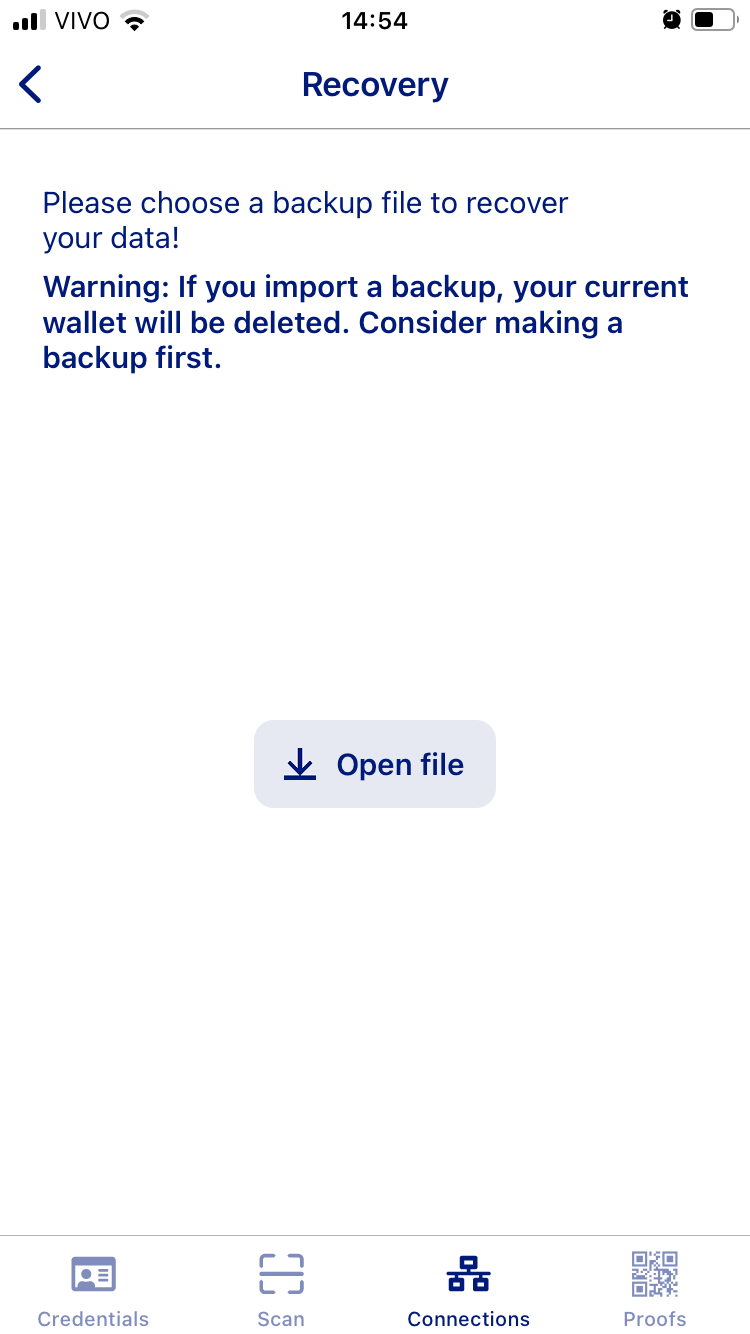 VIVO 14:54
Recovery
Please choose a backup file to recover
your data!
Warning: If you import a backup, your current
wallet will be deleted. Consider making a
backup first.
Open file
Credentials Scan Connections Proofs